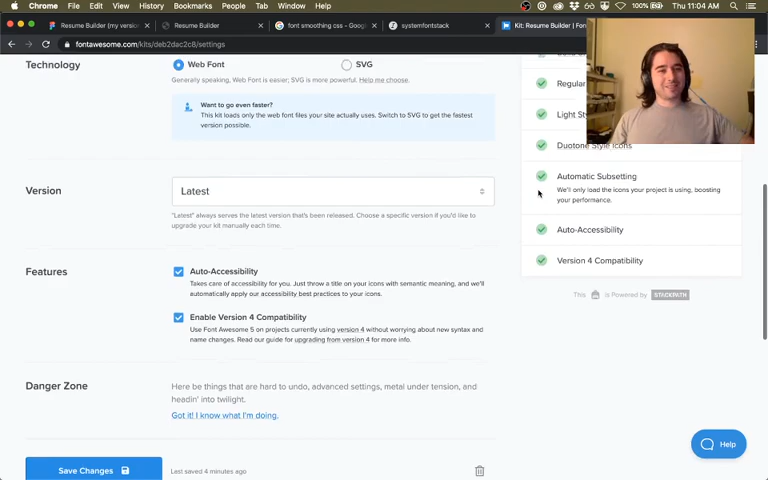 Chrome File Edit View History Bookmarks People Tab Window Help 100% Thu 11:04 AM
Resume Builder (my version Resume Builder font smoothing css - Goog systemfontstack Kit: Resume Builder | Fon
fontawesome.com/kits/deb2dac2c8/settings
Technology
Web Font
SVG
Generally speaking, Web Font is easier; SVG is more powerful. Help me choose.
Want to go even faster?
This kit loads only the web font files your site actually uses. Switch to SVG to get the fastest
version possible.
Version
Latest
"Latest" always serves the latest version that's been released. Choose a specific version if you'd like to
upgrade your kit manually each time.
Features
Auto-Accessibility
Takes care of accessibility for you. Just throw a title on your icons with semantic meaning, and we'll
automatically apply our accessibility best practices to your icons.
Enable Version 4 Compatibility
Use Font Awesome 5 on projects currently using version 4 without worrying about new syntax and
name changes. Read our guide for upgrading from version 4 for more info.
Danger Zone
Here be things that are hard to undo, advanced settings, metal under tension, and
headin' into twilight.
Got it! I know what I'm doing.
Save Changes
Last saved 4 minutes ago
Regular
Light Sty
Duotone Style Icons
Automatic Subsetting
We'll only load the icons your project is using, boosting
your performance.
Auto-Accessibility
Version 4 Compatibility
This is Powered by STACKPATH
Help